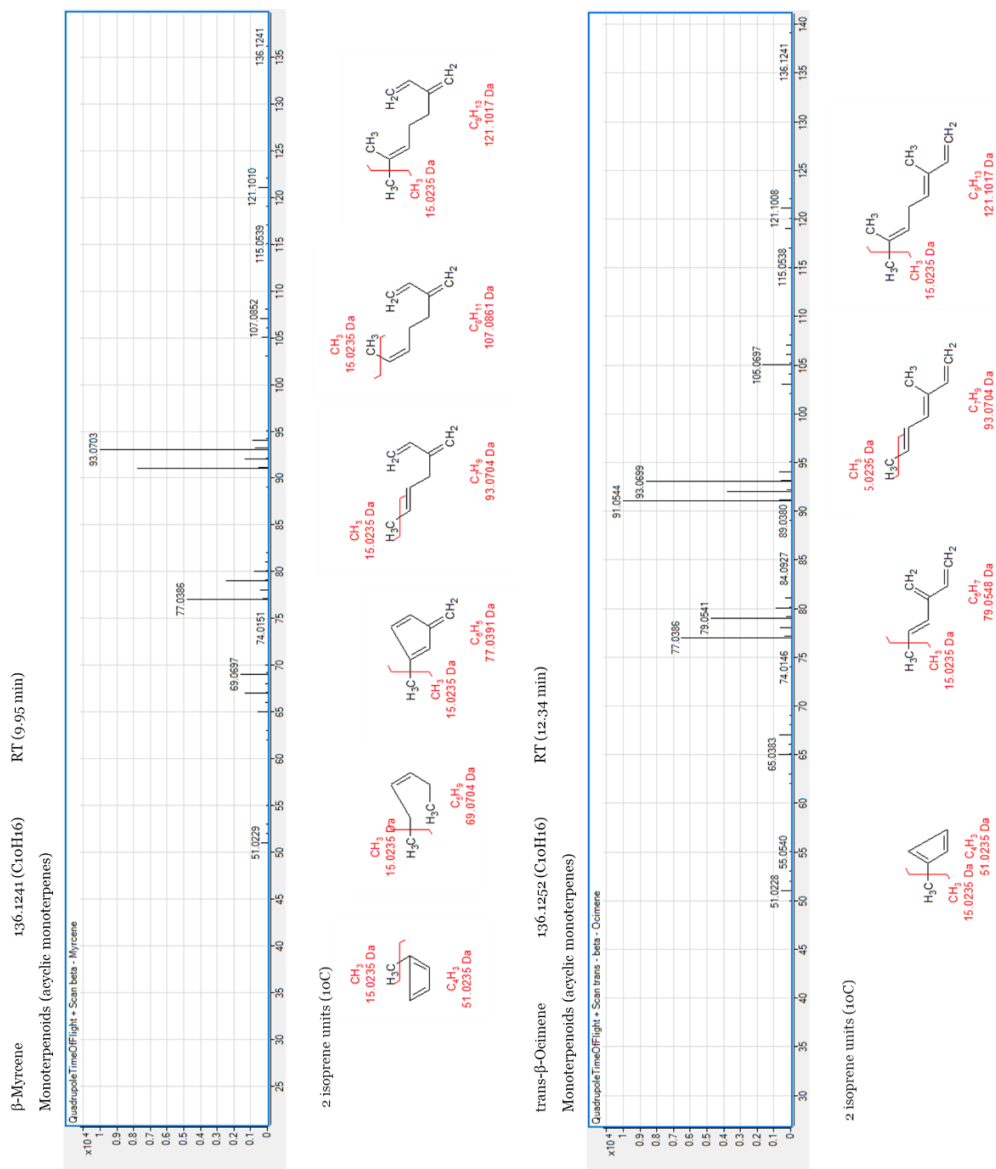 β-Myrcene 136.1241 (C10H16) RT (9.95 min)
Monoterpenoids (acyclic monoterpenes)
QuadrupoleTimeOfFlight + Scan beta - Myrcene
x10 4
1
0.9
0.8
0.7
0.6
0.5
0.4
0.3
0.2
0.1
0
51.0229
69.0697
74.0151
77.0386
93.0703
107.0852
115.0539
121.1010
136.1241
25 30 35 40 45 50 55 60 65 70 75 80 85 90 95 100 105 110 115 120 125 130 135
2 isoprene units (10C)
CH3
15.0235 Da
H3C
C4H3
51.0235 Da
CH3
15.0235 Da
H3C
H3C
C5H9
69.0704 Da
H3C
CH3
15.0235 Da
CH2
C6H5
77.0391 Da
CH3
15.0235 Da
H3C
H2C
CH2
C7H9
93.0704 Da
CH3
15.0235 Da
CH3
H2C
CH2
C8H11
107.0861 Da
H3C
CH3
CH3
15.0235 Da
H2C
CH2
C9H13
121.1017 Da
trans-β-Ocimene 136.1252 (C10H16) RT (12.34 min)
Monoterpenoids (acyclic monoterpenes)
QuadrupoleTimeOfFlight + Scan trans - beta - Ocimene
x10 4
1
0.9
0.8
0.7
0.6
0.5
0.4
0.3
0.2
0.1
0
51.0228
55.0540
65.0383
74.0146
77.0386
79.0541
84.0927
89.0380
91.0544
93.0699
105.0697
115.0538
121.1008
136.1241
30 35 40 45 50 55 60 65 70 75 80 85 90 95 100 105 110 115 120 125 130 135 140
2 isoprene units (10C)
H3C
CH3
15.0235 Da
C4H3
51.0235 Da
H3C
CH3
15.0235 Da
CH2
CH2
C6H7
79.0548 Da
CH3
5.0235 Da
H3C
CH3
CH2
C7H9
93.0704 Da
H3C
CH3
CH3
15.0235 Da
CH3
CH2
C9H13
121.1017 Da